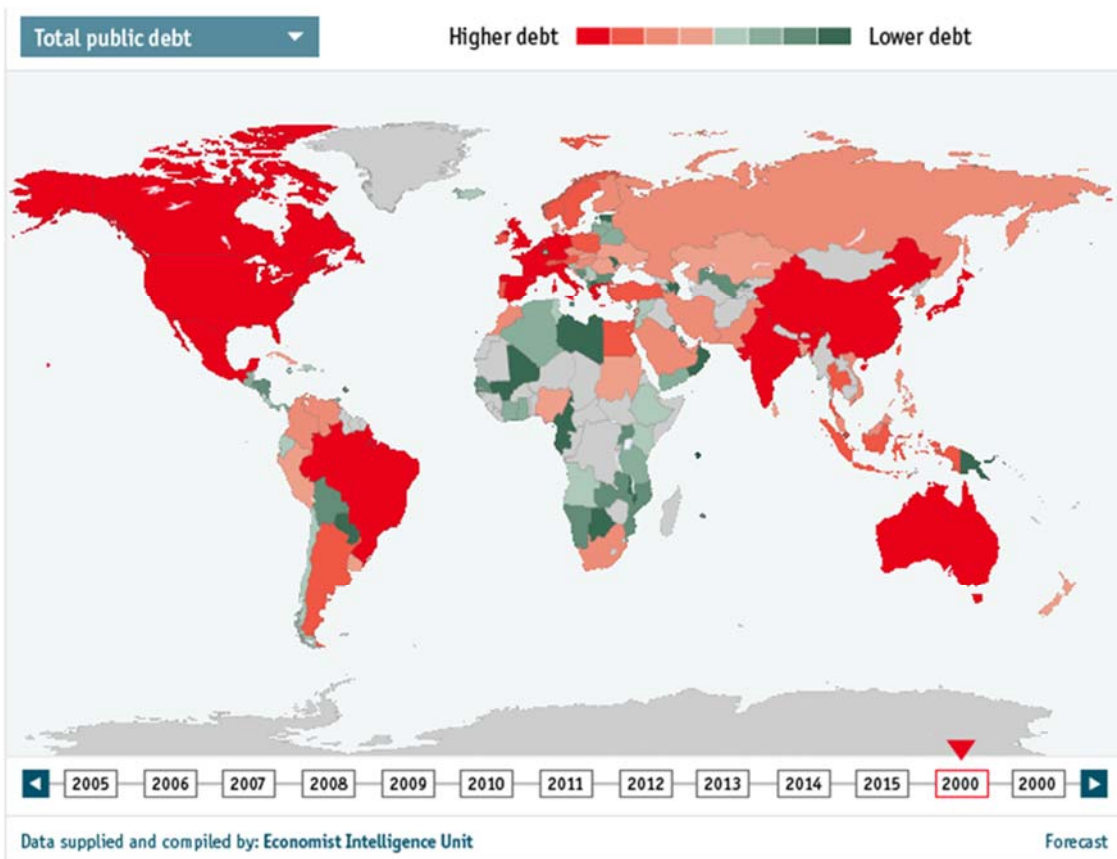 Total public debt
Higher debt
Lower debt
2005 2006 2007 2008 2009 2010 2011 2012 2013 2014 2015 2000 2000
Data supplied and compiled by: Economist Intelligence Unit
Forecast